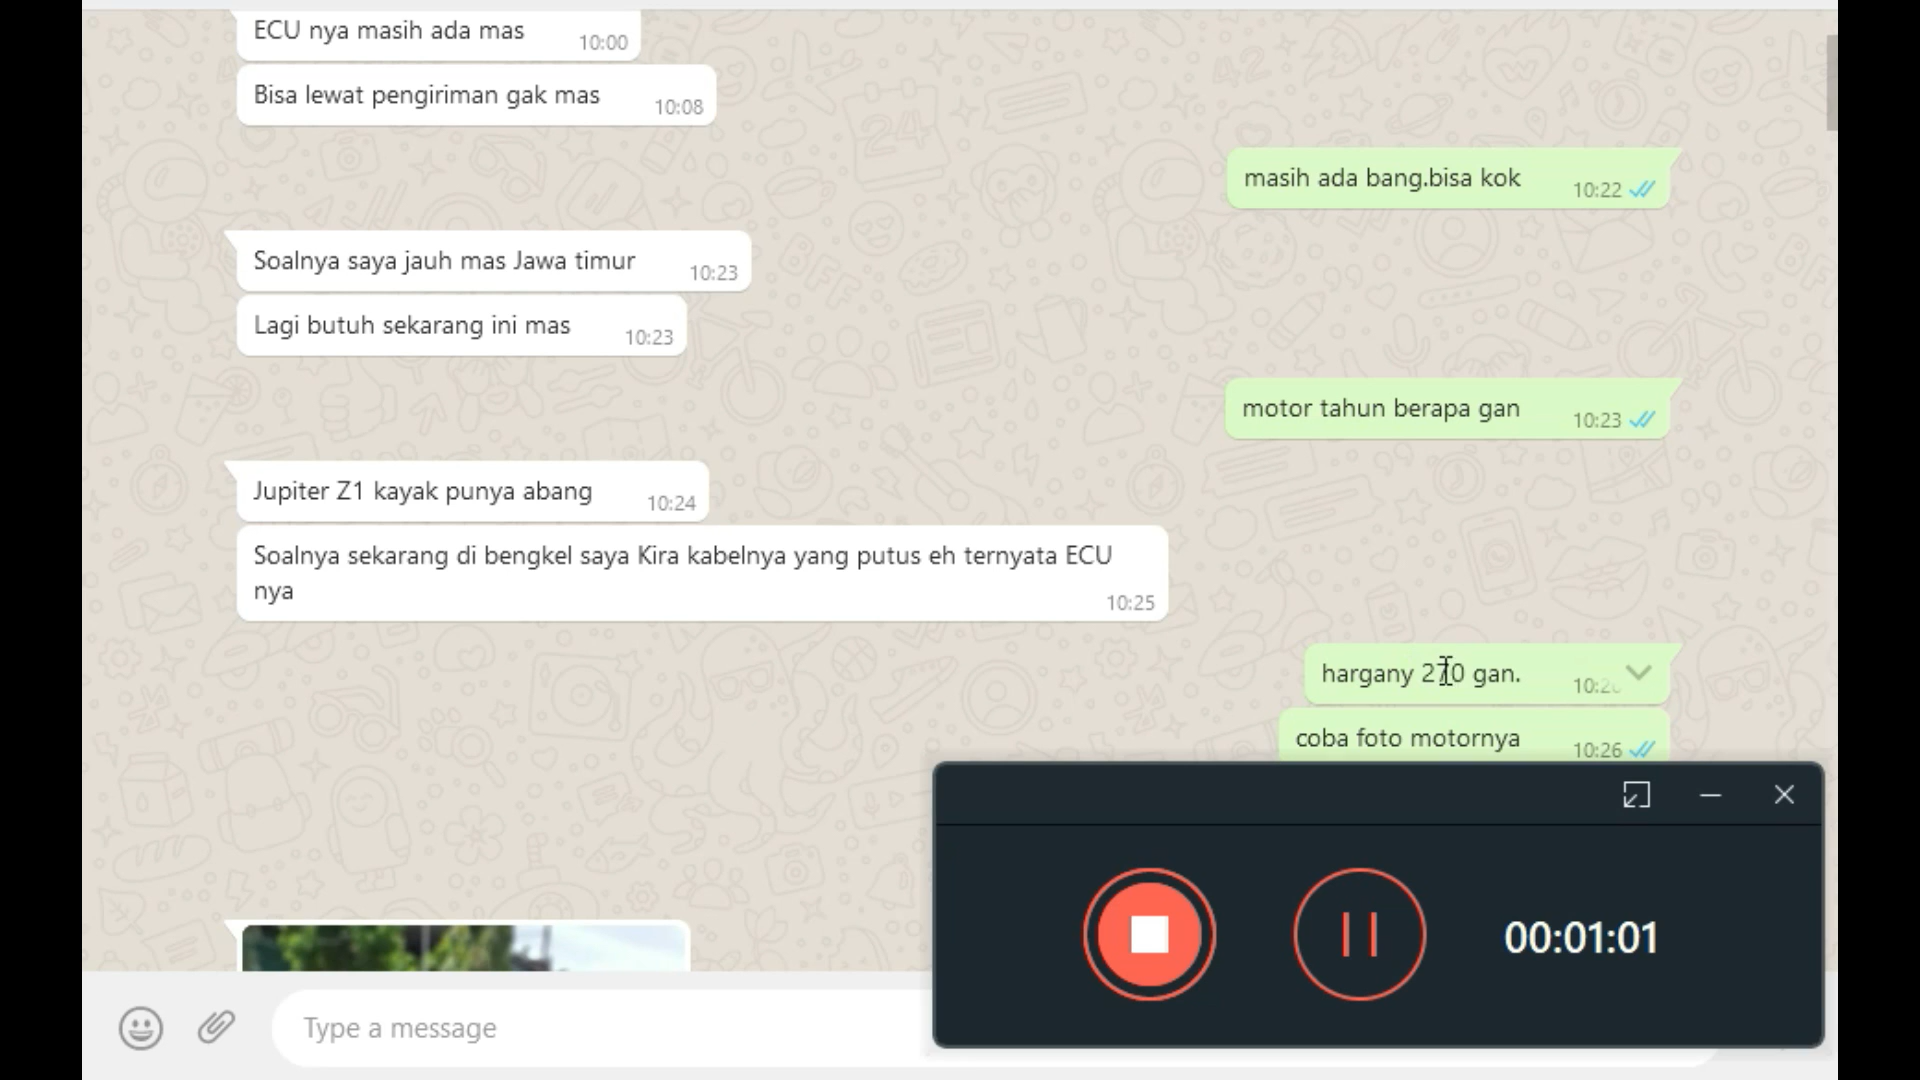 ECU nya masih ada mas
10:00
Bisa lewat pengiriman gak mas
10:08
masih ada bang.bisa kok
10:22
Soalnya saya jauh mas Jawa timur
10:23
Lagi butuh sekarang ini mas
10:23
motor tahun berapa gan
10:23
Jupiter Z1 kayak punya abang
10:24
Soalnya sekarang di bengkel saya Kira kabelnya yang putus eh ternyata ECU
nya
10:25
hargany 270 gan.
coba foto motornya
10:26
Type a message
00:01:01